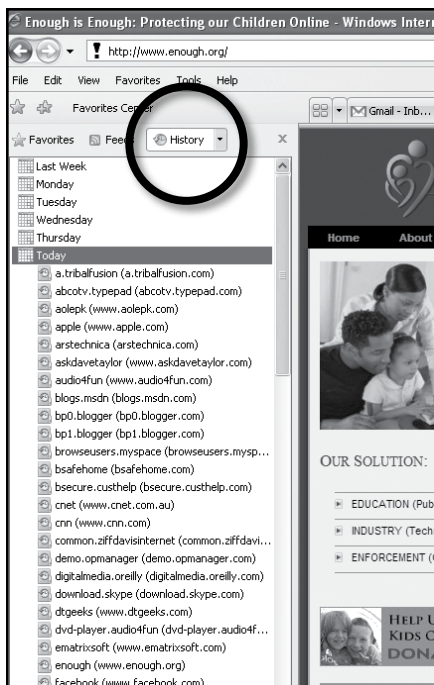 Enough is Enough: Protecting our Children Online - Windows Intern
http://www.enough.org/
File Edit View Favorites Tools Help
Favorites Center
Gmail - Inb...
Favorites Feeds History
Last Week
Monday
Tuesday
Wednesday
Thursday
Today
a.tribalfusion (a.tribalfusion.com)
abcotv.typepad (abcotv.typepad.com)
aolepk (www.aolepk.com)
apple (www.apple.com)
arstechnica (arstechnica.com)
askdavetaylor (www.askdavetaylor.com)
audio4fun (www.audio4fun.com)
blogs.msdn (blogs.msdn.com)
bp0.blogger (bp0.blogger.com)
bp1.blogger (bp1.blogger.com)
browseusers.myspace (browseusers.mysp...
bsafehome (bsafehome.com)
bsecure.custhelp (bsecure.custhelp.com)
cnet (www.cnet.com.au)
cnn (www.cnn.com)
common.ziffdavisinternet (common.ziffdavi...
demo.opmanager (demo.opmanager.com)
digitalmedia.oreilly (digitalmedia.oreilly.com)
download.skype (download.skype.com)
dtgeeks (www.dtgeeks.com)
dvd-player.audio4fun (dvd-player.audio4f...
ematrixsoft (www.ematrixsoft.com)
enough (www.enough.org)
facebook (www.facebook.com)
Home About
OUR SOLUTION:
EDUCATION (Pub
INDUSTRY (Tech
ENFORCEMENT (
HELP U
KIDS O
DONA